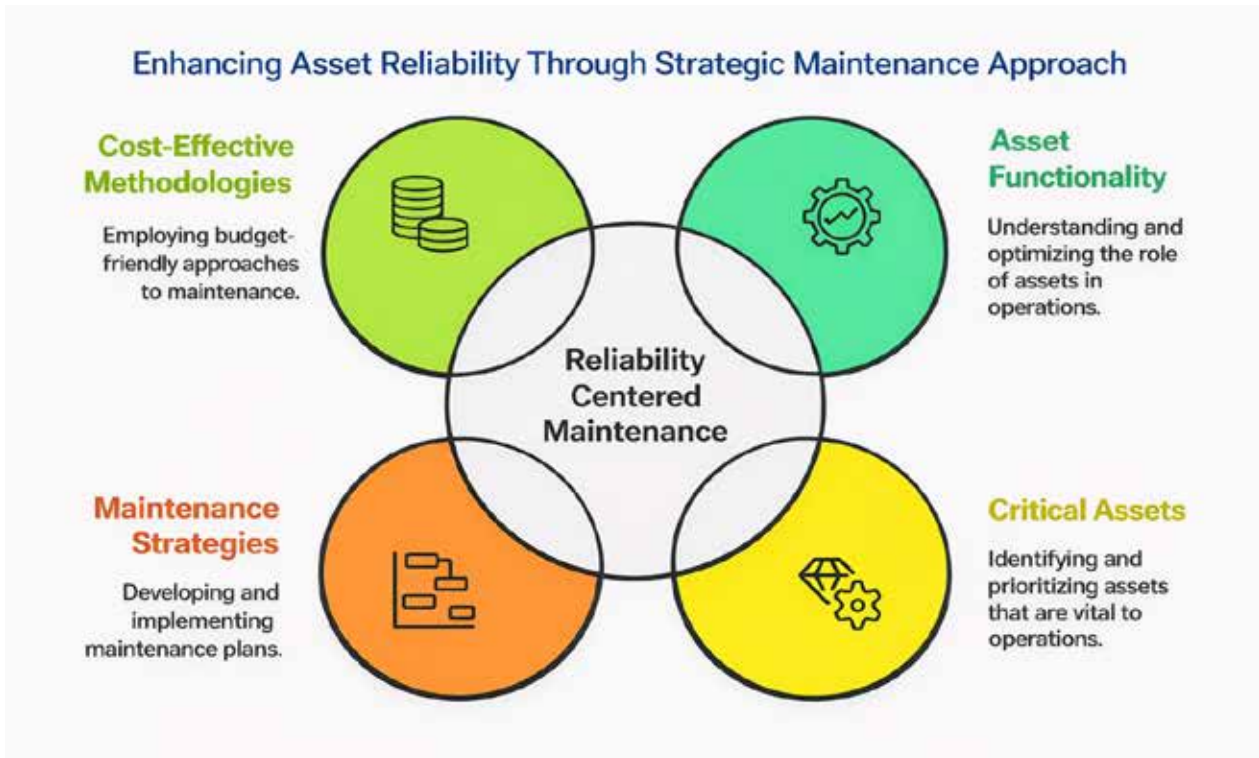 Enhancing Asset Reliability Through Strategic Maintenance Approach
Cost-Effective
Methodologies
Employing budget-
friendly approaches
to maintenance.
Asset
Functionality
Understanding and
optimizing the role
of assets in
operations.
Reliability
Centered
Maintenance
Maintenance
Strategies
Developing and
implementing
maintenance plans.
Critical Assets
Identifying and
prioritizing assets
that are vital to
operations.